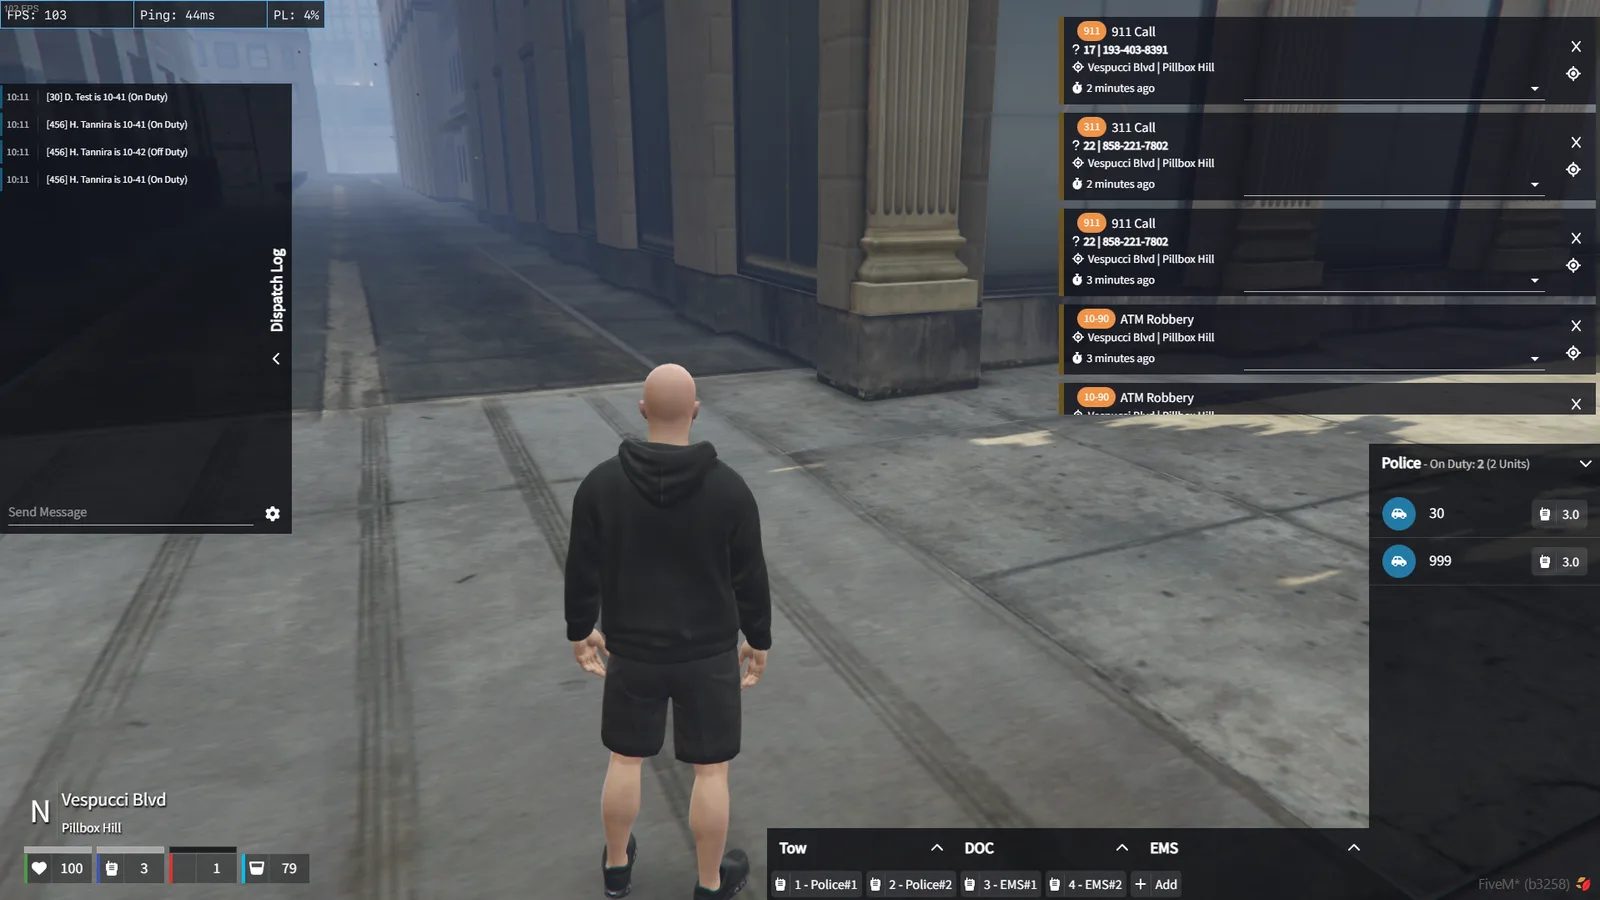 FPS: 103
Ping: 44ms
PL: 4%
10:11 [30] D. Test is 10-41 (On Duty)
10:11 [456] H. Tannira is 10-41 (On Duty)
10:11 [456] H. Tannira is 10-42 (Off Duty)
10:11 [456] H. Tannira is 10-41 (On Duty)
Dispatch Log
Send Message
911 911 Call X
? 17 | 193-403-8391
Vespucci Blvd | Pillbox Hill
2 minutes ago
311 311 Call X
? 22 | 858-221-7802
Vespucci Blvd | Pillbox Hill
2 minutes ago
911 911 Call X
? 22 | 858-221-7802
Vespucci Blvd | Pillbox Hill
3 minutes ago
10-90 ATM Robbery X
Vespucci Blvd | Pillbox Hill
3 minutes ago
10-90 ATM Robbery X
Police - On Duty: 2 (2 Units)
30 3.0
999 3.0
N
Vespucci Blvd
Pillbox Hill
100 3 1 79
Tow DOC EMS
1 - Police#1 2 - Police#2 3 - EMS#1 4 - EMS#2 + Add
FiveM* (b3258)